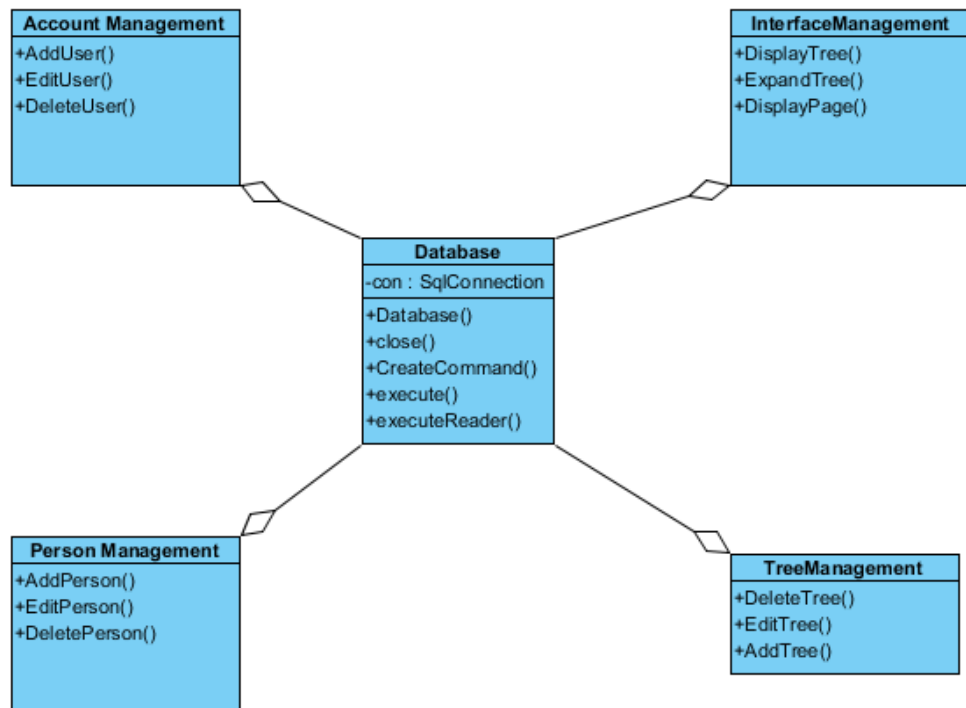 Account Management
+AddUser()
+EditUser()
+DeleteUser()
InterfaceManagement
+DisplayTree()
+ExpandTree()
+DisplayPage()
Database
-con : SqlConnection
+Database()
+close()
+CreateCommand()
+execute()
+executeReader()
Person Management
+AddPerson()
+EditPerson()
+DeletePerson()
TreeManagement
+DeleteTree()
+EditTree()
+AddTree()